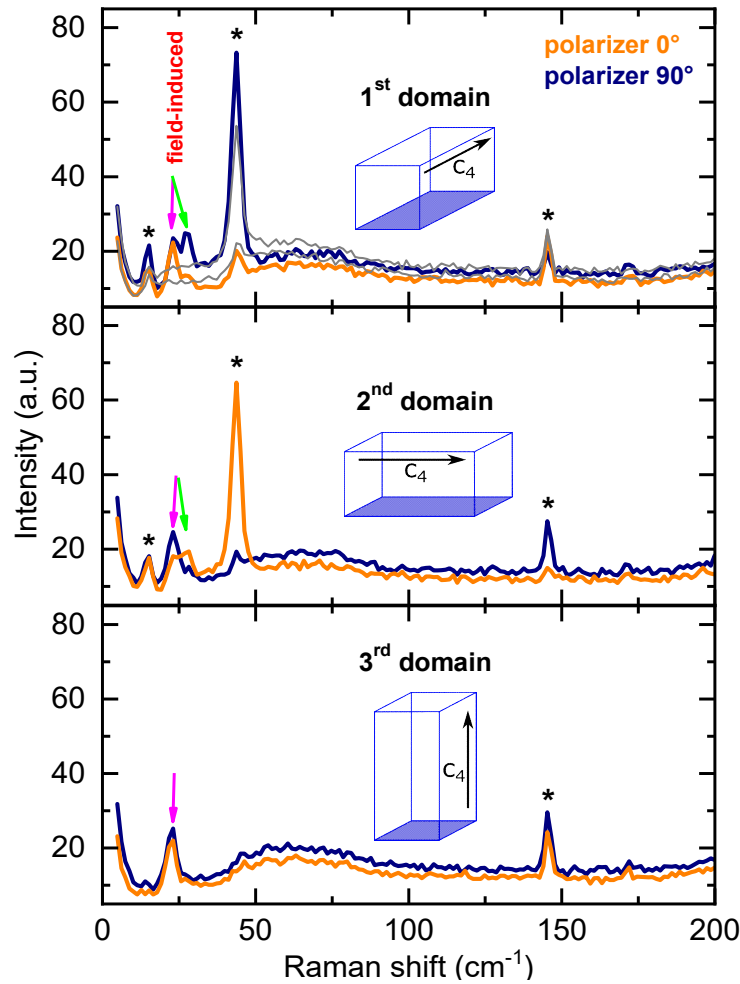 polarizer 0°
polarizer 90°
field-induced
*
*
*
1st domain
C4
80
60
40
20
2nd domain
*
*
*
C4
80
60
40
20
Intensity (a.u.)
3rd domain
*
C4
80
60
40
20
0 50 100 150 200
Raman shift (cm-1)